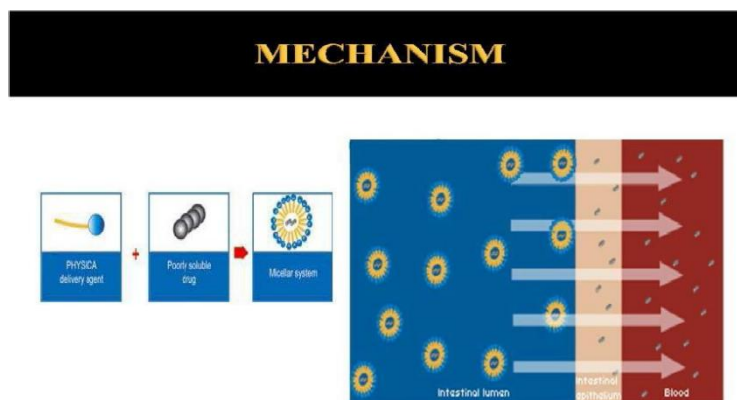 MECHANISM
PHYSICA
delivery agent
+
Poorly soluble
drug
Micellar system
Intestinal lumen
Intestinal
epithelium
Blood